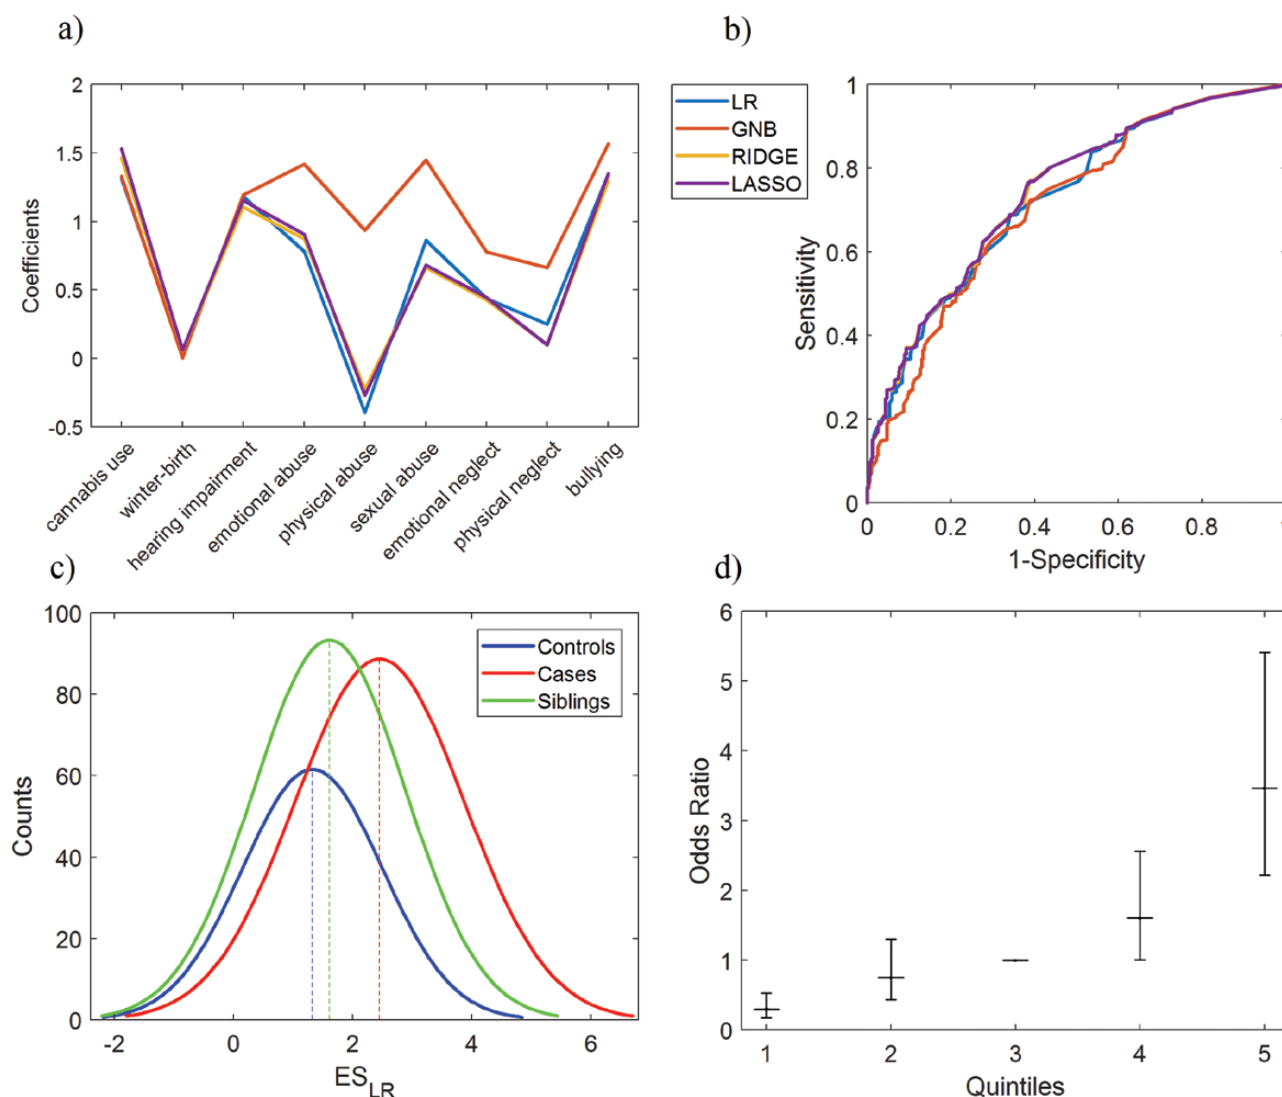 a)
2
1.5
1
0.5
0
-0.5
Coefficients
cannabis use
winter-birth
hearing impairment
emotional abuse
physical abuse
sexual abuse
emotional neglect
physical neglect
bullying
LR
GNB
RIDGE
LASSO
b)
1
0.8
0.6
0.4
0.2
0
Sensitivity
0 0.2 0.4 0.6 0.8
1-Specificity
c)
100
80
60
40
20
0
Counts
Controls
Cases
Siblings
-2 0 2 4 6
ES_LR
d)
6
5
4
3
2
1
0
Odds Ratio
1 2 3 4 5
Quintiles